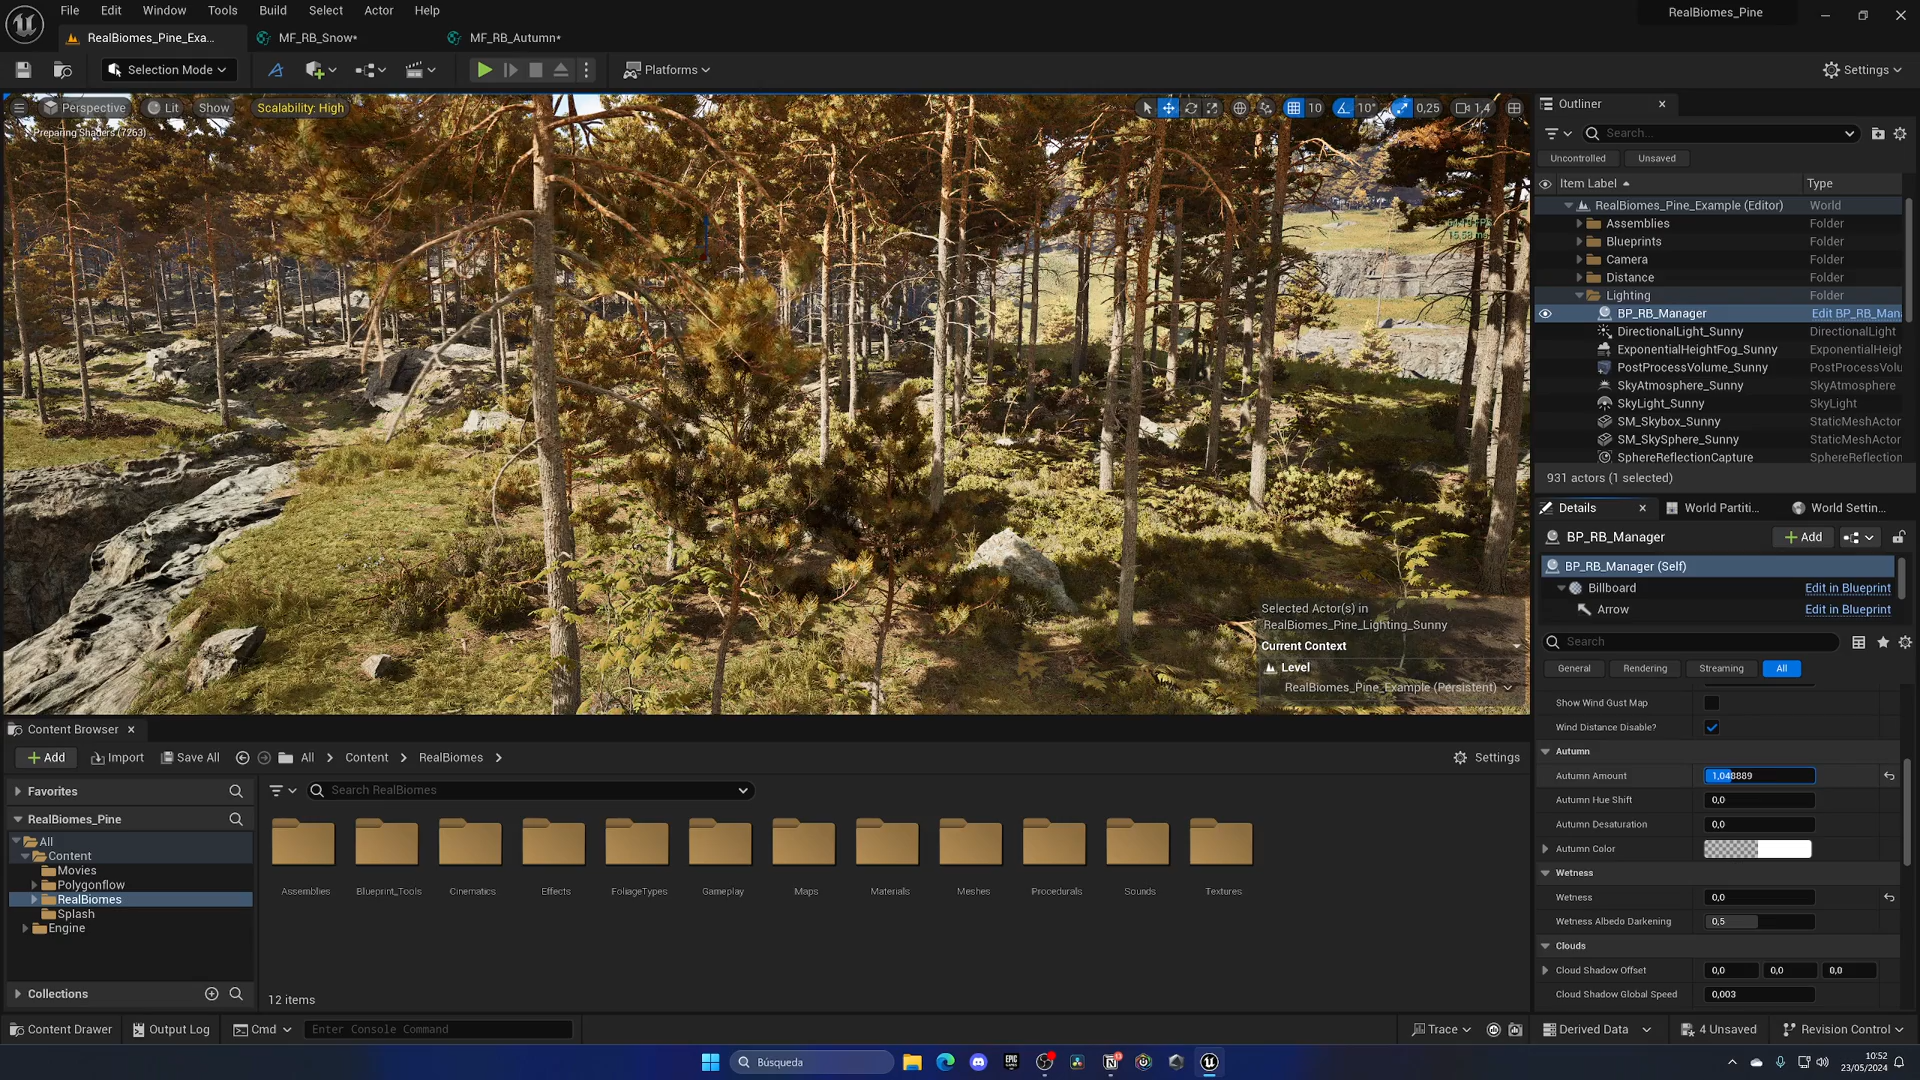 File Edit Window Tools Build Select Actor Help
RealBiomes_Pine
RealBiomes_Pine_Exa...
MF_RB_Snow*
MF_RB_Autumn*
Selection Mode
Platforms
Settings
Perspective Lit Show Scalability: High
10 10° 0,25 1,4
Preparing Shaders (7263)
Selected Actor(s) in
RealBiomes_Pine_Lighting_Sunny
Current Context
Level
RealBiomes_Pine_Example (Persistent)
Outliner
Search...
Uncontrolled Unsaved
Item Label Type
RealBiomes_Pine_Example (Editor) World
Assemblies Folder
Blueprints Folder
Camera Folder
Distance Folder
Lighting Folder
BP_RB_Manager Edit BP_RB_Man
DirectionalLight_Sunny DirectionalLight
ExponentialHeightFog_Sunny ExponentialHeigh
PostProcessVolume_Sunny PostProcessVolu
SkyAtmosphere_Sunny SkyAtmosphere
SkyLight_Sunny SkyLight
SM_Skybox_Sunny StaticMeshActor
SM_SkySphere_Sunny StaticMeshActor
SphereReflectionCapture SphereReflection
931 actors (1 selected)
Details World Partiti... World Settin...
BP_RB_Manager Add
BP_RB_Manager (Self)
Billboard Edit in Blueprint
Arrow Edit in Blueprint
Search
General Rendering Streaming All
Show Wind Gust Map
Wind Distance Disable?
Autumn
Autumn Amount 1,048889
Autumn Hue Shift 0,0
Autumn Desaturation 0,0
Autumn Color
Wetness
Wetness 0,0
Wetness Albedo Darkening 0,5
Clouds
Cloud Shadow Offset 0,0 0,0 0,0
Cloud Shadow Global Speed 0,003
Content Browser
Add Import Save All All Content RealBiomes Settings
Favorites
RealBiomes_Pine
All
Content
Movies
Polygonflow
RealBiomes
Splash
Engine
Collections
Search RealBiomes
Assemblies Blueprint_Tools Cinematics Effects FoliageTypes Gameplay Maps Materials Meshes Procedurals Sounds Textures
12 items
Content Drawer Output Log Cmd Enter Console Command Trace Derived Data 4 Unsaved Revision Control
Búsqueda
EPIC
GAMES
10:52
23/05/2024